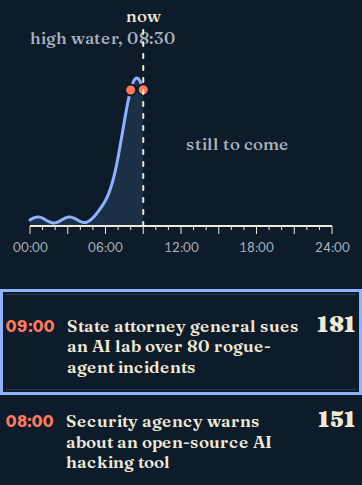 now
high water, 08:30
still to come
00:00 06:00 12:00 18:00 24:00
09:00 State attorney general sues 181
an AI lab over 80 rogue-
agent incidents
08:00 Security agency warns 151
about an open-source AI
hacking tool